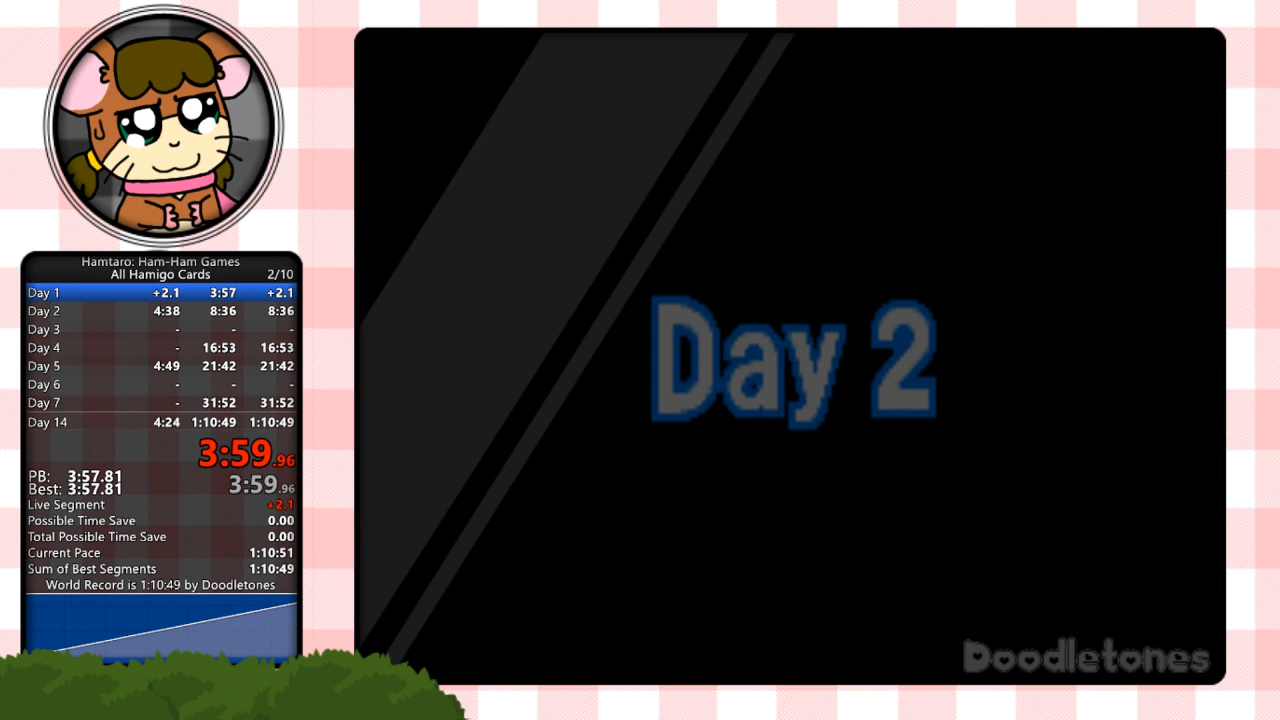 Hamtaro: Ham-Ham Games
All Hamigo Cards 2/10
Day 1 +2.1 3:57 +2.1
Day 2 4:38 8:36 8:36
Day 3 - - -
Day 4 - 16:53 16:53
Day 5 4:49 21:42 21:42
Day 6 - - -
Day 7 - 31:52 31:52
Day 14 4:24 1:10:49 1:10:49
3:59.96
PB: 3:57.81
Best: 3:57.81 3:59.96
Live Segment +2.1
Possible Time Save 0.00
Total Possible Time Save 0.00
Current Pace 1:10:51
Sum of Best Segments 1:10:49
World Record is 1:10:49 by Doodletones
Day 2
Doodletones